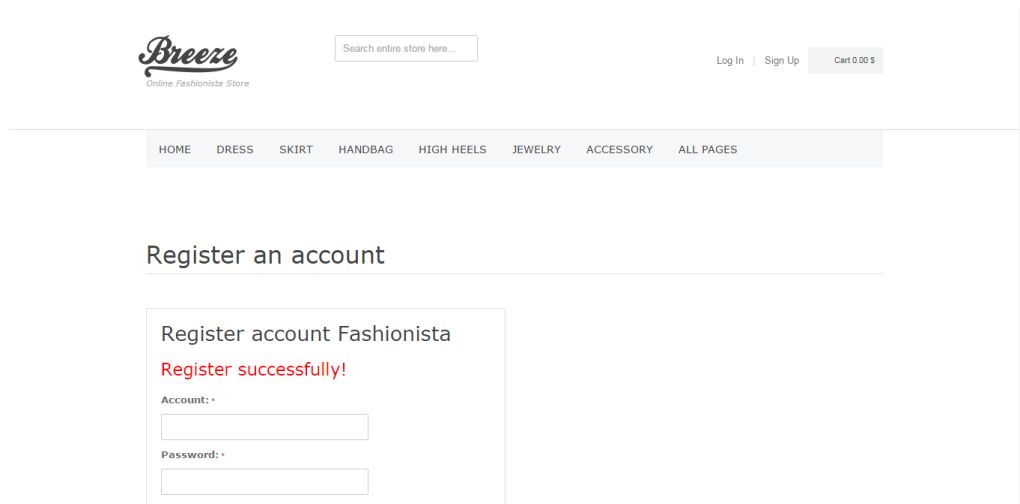 Breeze
Online Fashionista Store
Search entire store here...
Log In | Sign Up
Cart 0.00 $
HOME DRESS SKIRT HANDBAG HIGH HEELS JEWELRY ACCESSORY ALL PAGES
Register an account
Register account Fashionista
Register successfully!
Account: *
Password: *